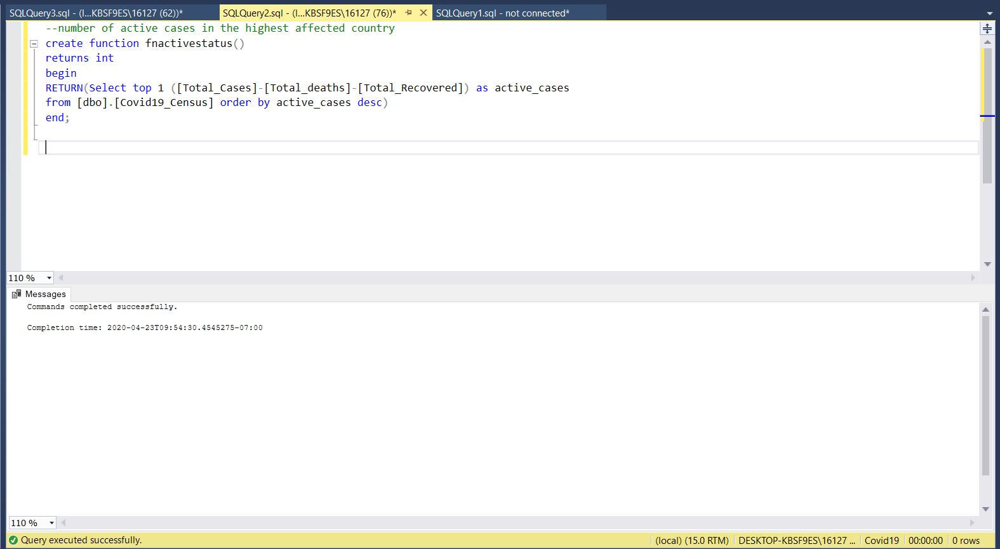 SQLQuery3.sql - (l...KBSF9ES\16127 (62))* SQLQuery2.sql - (l...KBSF9ES\16127 (76))* SQLQuery1.sql - not connected*
--number of active cases in the highest affected country
create function fnactivestatus()
returns int
begin
RETURN(Select top 1 ([Total_Cases]-[Total_deaths]-[Total_Recovered]) as active_cases
from [dbo].[Covid19_Census] order by active_cases desc)
end;
110 %
Messages
Commands completed successfully.
Completion time: 2020-04-23T09:54:30.4545275-07:00
110 %
Query executed successfully. (local) (15.0 RTM) DESKTOP-KBSF9ES\16127 ... Covid19 00:00:00 0 rows